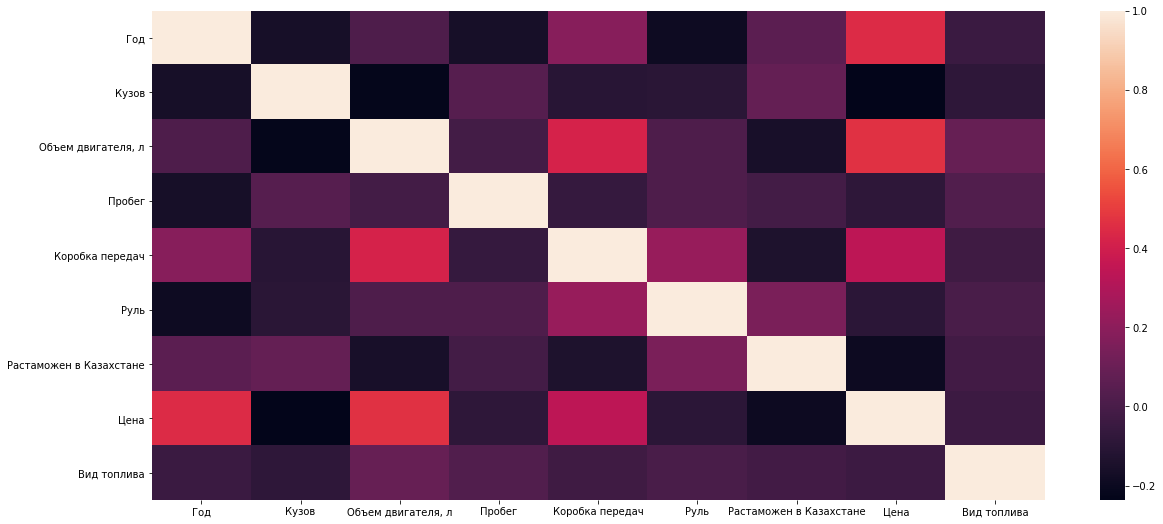 Год
Кузов
Объем двигателя, л
Пробег
Коробка передач
Руль
Растаможен в Казахстане
Цена
Вид топлива
Год
Кузов
Объем двигателя, л
Пробег
Коробка передач
Руль
Растаможен в Казахстане
Цена
Вид топлива
1.0
0.8
0.6
0.4
0.2
0.0
−0.2